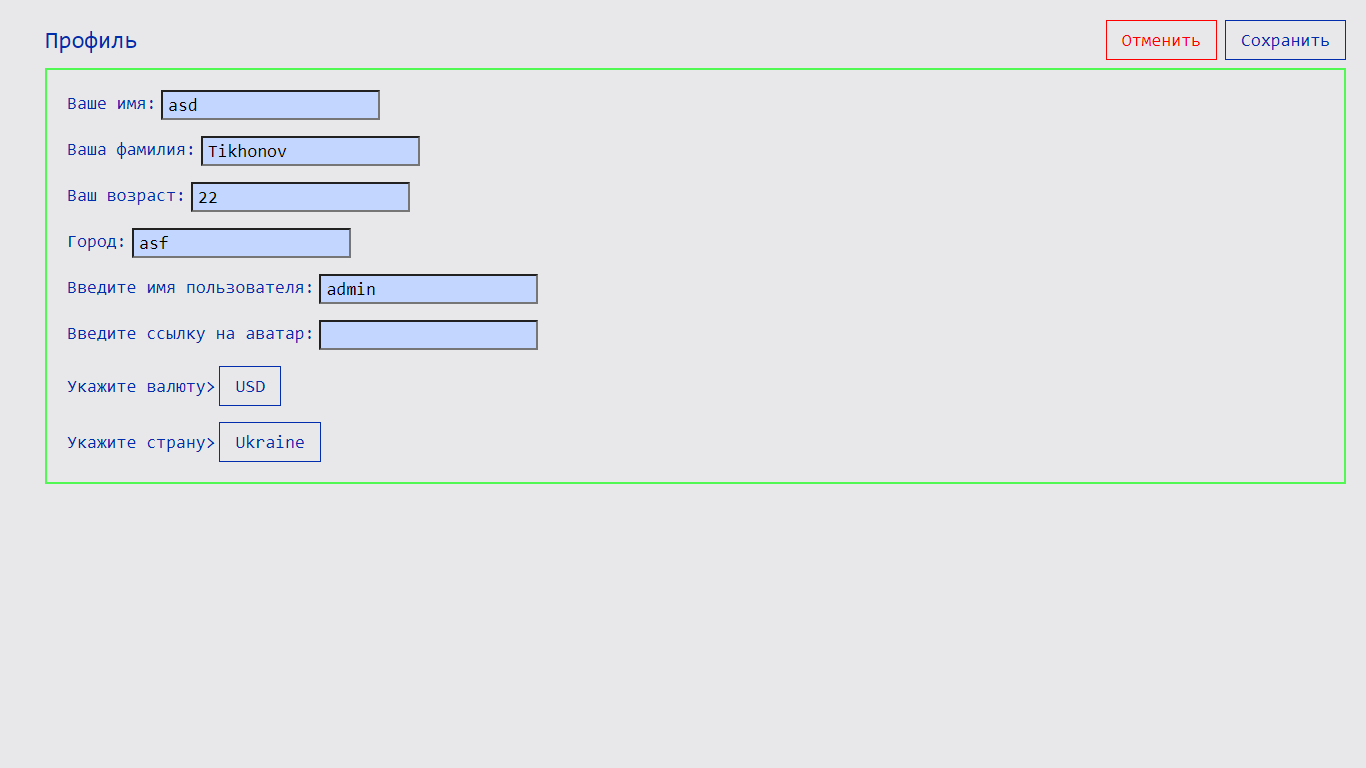 Профиль
Отменить Сохранить
Ваше имя: asd
Ваша фамилия: Tikhonov
Ваш возраст: 22
Город: asf
Введите имя пользователя: admin
Введите ссылку на аватар:
Укажите валюту> USD
Укажите страну> Ukraine